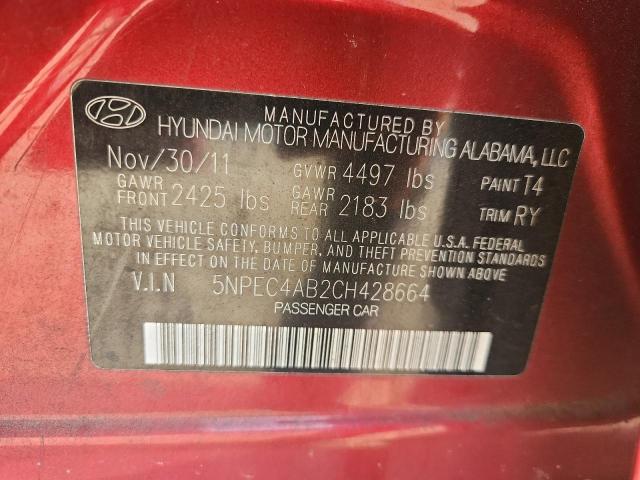 MANUFACTURED BY
HYUNDAI MOTOR MANUFACTURING ALABAMA, LLC
Nov/30/11 GVWR 4497 lbs PAINT T4
GAWR FRONT 2425 lbs GAWR REAR 2183 lbs TRIM RY
THIS VEHICLE CONFORMS TO ALL APPLICABLE U.S.A. FEDERAL
MOTOR VEHICLE SAFETY, BUMPER, AND THEFT PREVENTION STANDARDS
IN EFFECT ON THE DATE OF MANUFACTURE SHOWN ABOVE.
V.I.N 5NPEC4AB2CH428664
PASSENGER CAR